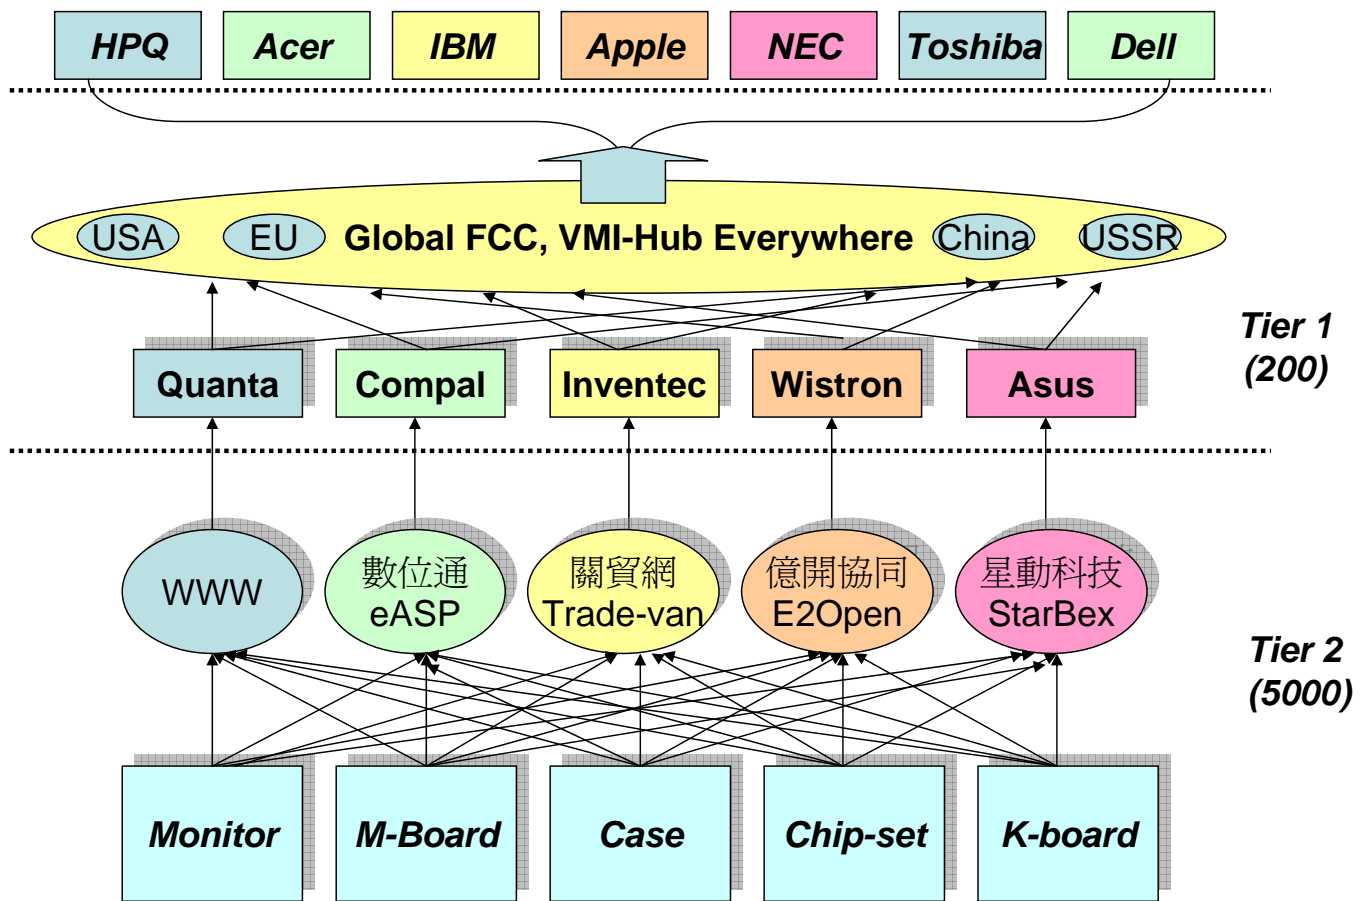 HPQ
Acer
IBM
Apple
NEC
Toshiba
Dell
USA
EU
Global FCC, VMI-Hub Everywhere
China
USSR
Tier 1
(200)
Quanta
Compal
Inventec
Wistron
Asus
WWW
數位通
eASP
關貿網
Trade-van
億開協同
E2Open
星動科技
StarBex
Tier 2
(5000)
Monitor
M-Board
Case
Chip-set
K-board